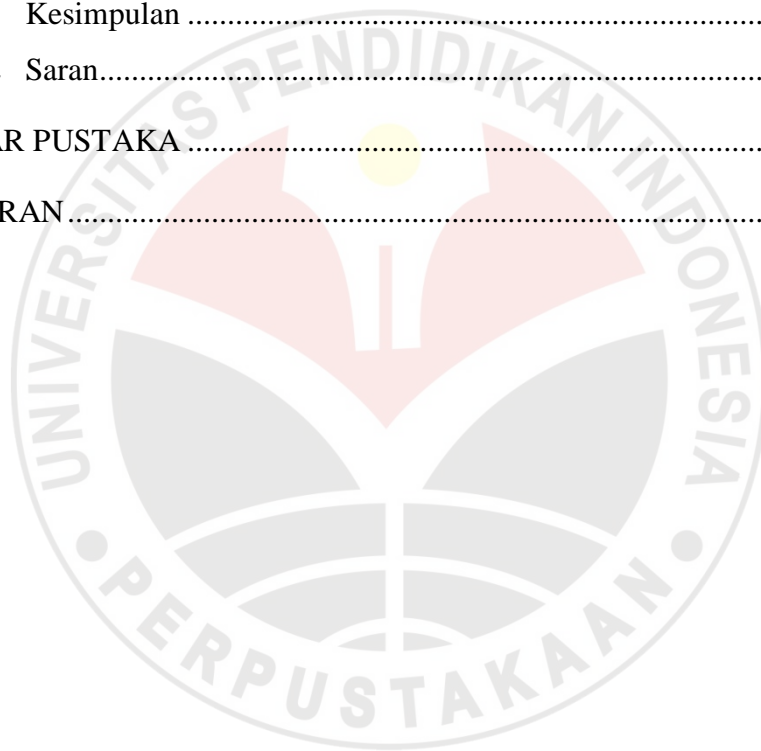 Kesimpulan ................................................................................
Saran............................................................................................
AR PUSTAKA ................................................................................
RAN................................................................................................
UNIVERSITAS PENDIDIKAN INDONESIA
PERPUSTAKAAN